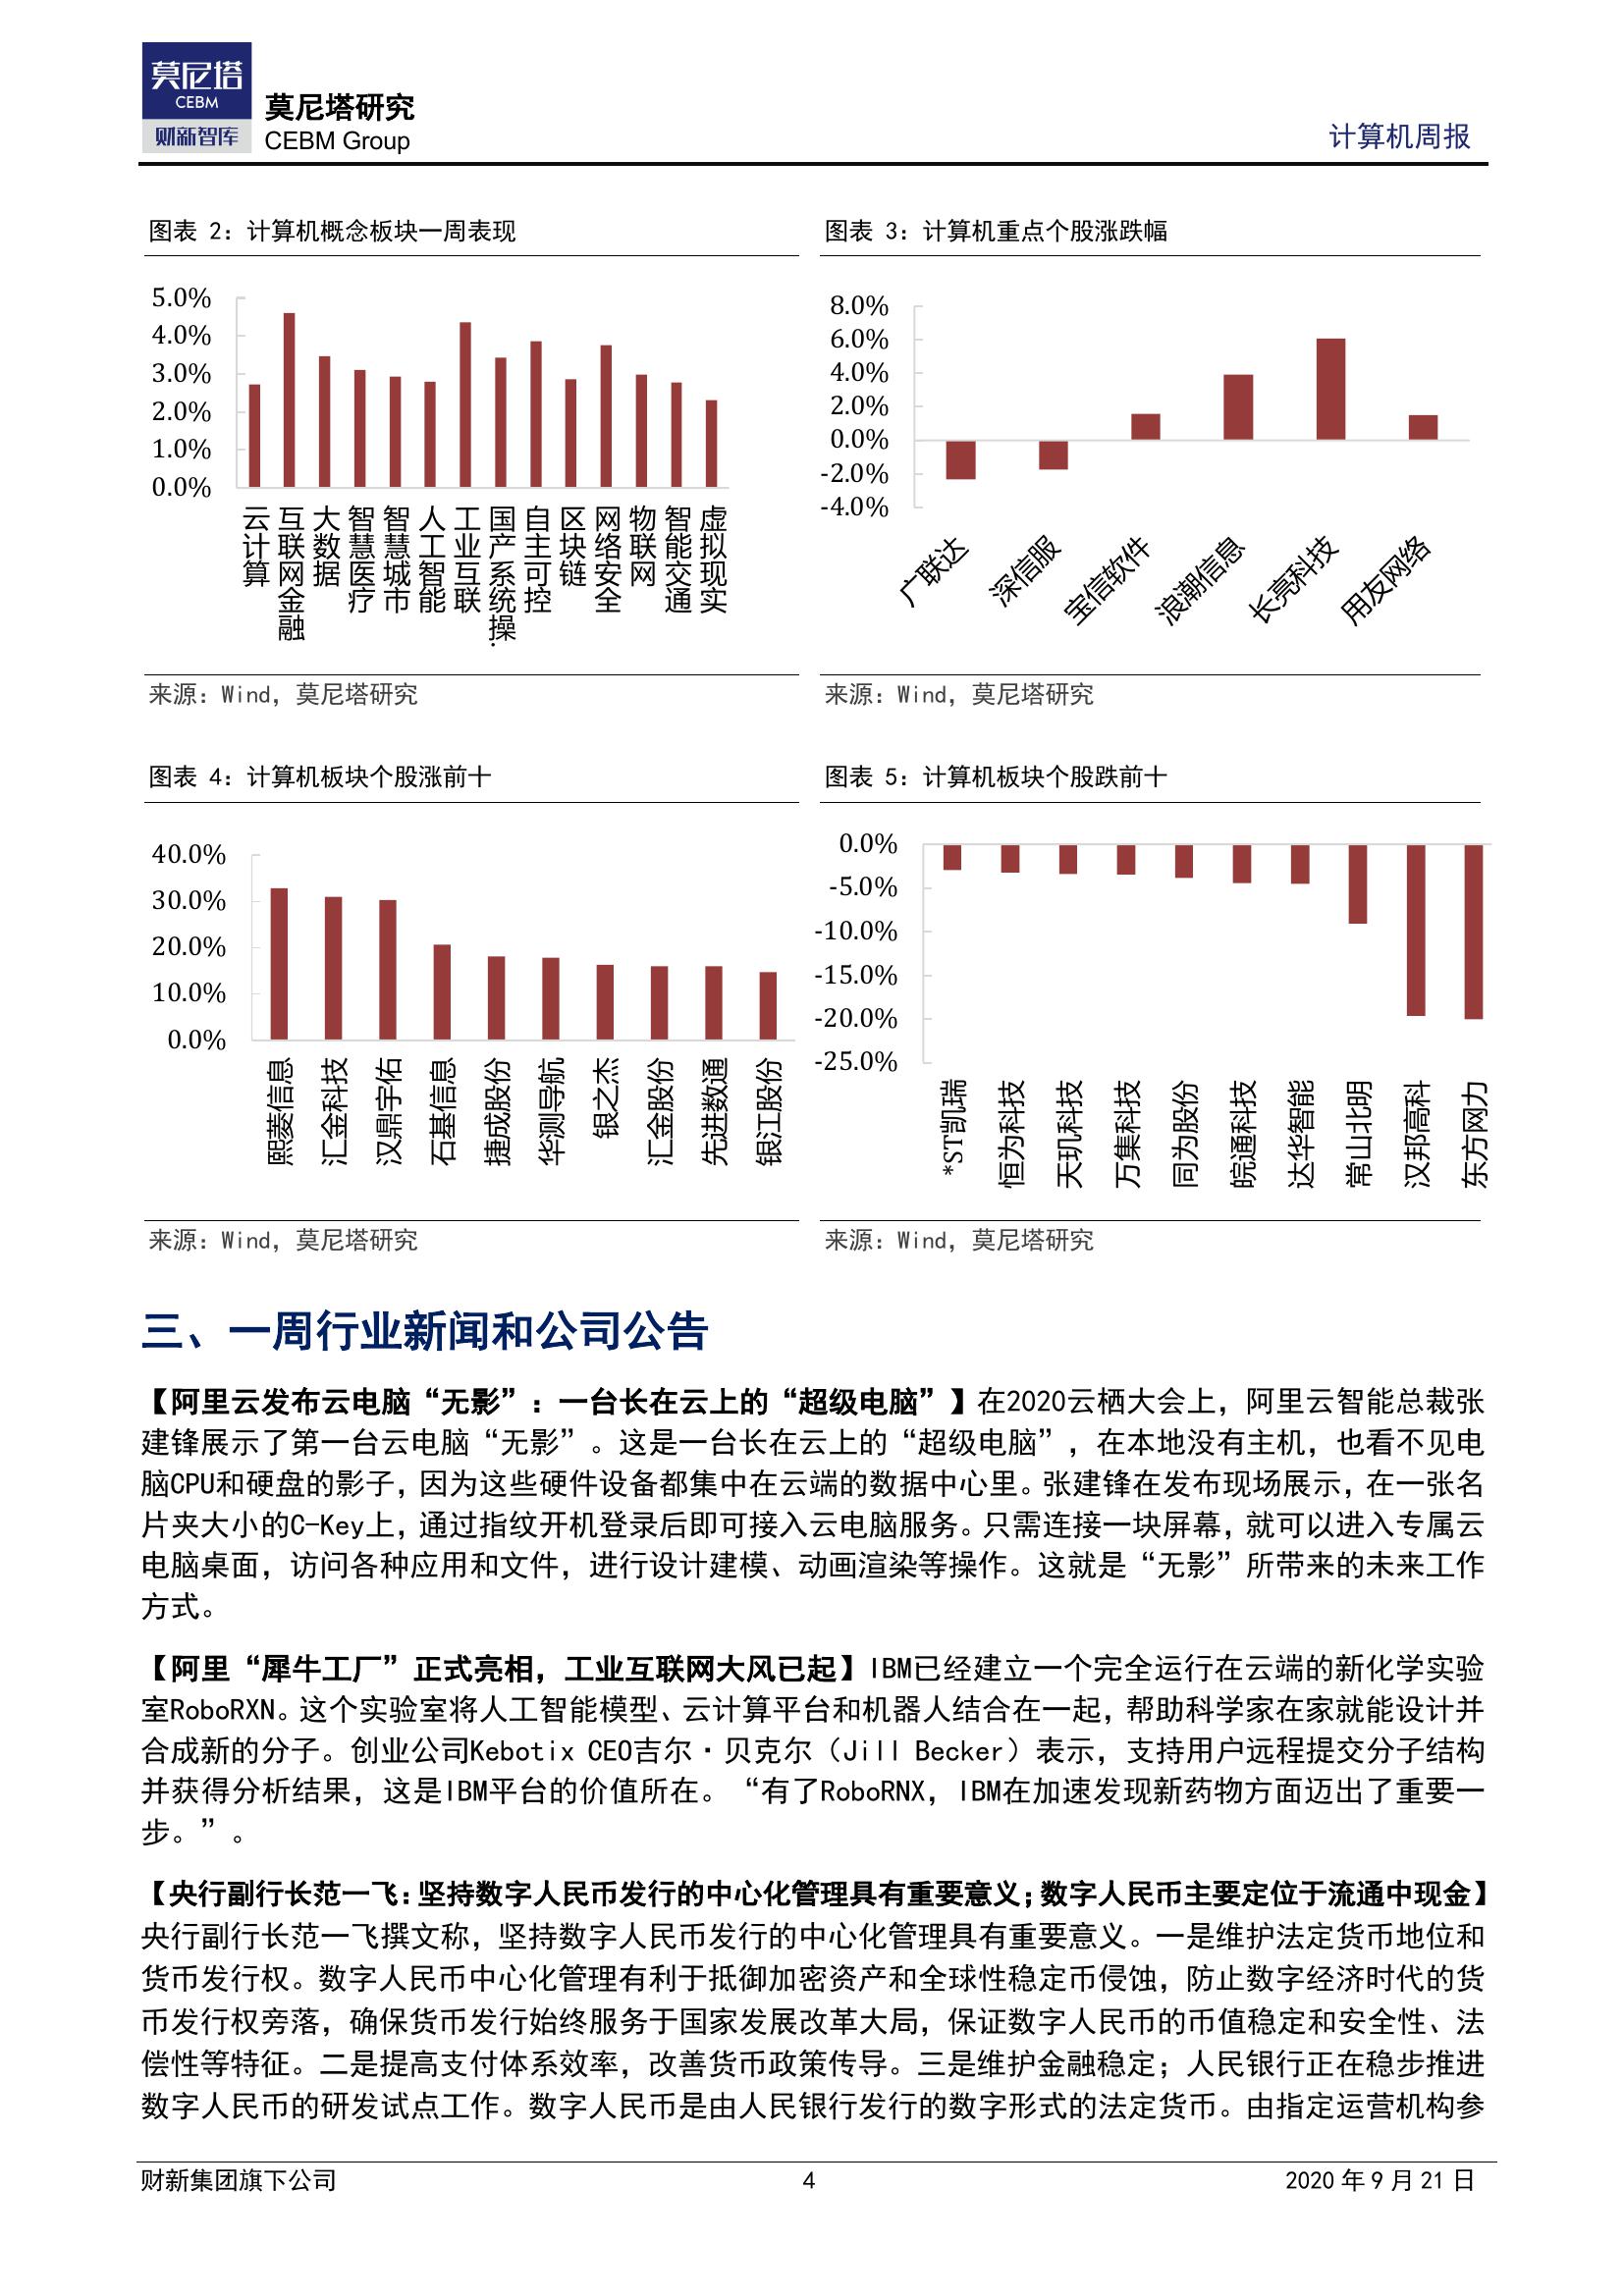 莫尼塔
CEBM
财新智库
莫尼塔研究
CEBM Group
计算机周报
图表 2：计算机概念板块一周表现
5.0%
4.0%
3.0%
2.0%
1.0%
0.0%
云计算
互联网金融
大数据
智慧医疗
智慧城市
人工智能
工业互联
国产系统操.
自主可控
区块链
网络安全
物联网
智能交通
虚拟现实
来源：Wind，莫尼塔研究
图表 3：计算机重点个股涨跌幅
8.0%
6.0%
4.0%
2.0%
0.0%
-2.0%
-4.0%
广联达
深信服
宝信软件
浪潮信息
长亮科技
用友网络
来源：Wind，莫尼塔研究
图表 4：计算机板块个股涨前十
40.0%
30.0%
20.0%
10.0%
0.0%
熙菱信息
汇金科技
汉鼎宇佑
石基信息
捷成股份
华测导航
银之杰
汇金股份
先进数通
银江股份
来源：Wind，莫尼塔研究
图表 5：计算机板块个股跌前十
0.0%
-5.0%
-10.0%
-15.0%
-20.0%
-25.0%
*ST凯瑞
恒为科技
天玑科技
万集科技
同为股份
皖通科技
达华智能
常山北明
汉邦高科
东方网力
来源：Wind，莫尼塔研究
三、一周行业新闻和公司公告
【阿里云发布云电脑“无影”：一台长在云上的“超级电脑”】在2020云栖大会上，阿里云智能总裁张
建锋展示了第一台云电脑“无影”。这是一台长在云上的“超级电脑”，在本地没有主机，也看不见电
脑CPU和硬盘的影子，因为这些硬件设备都集中在云端的数据中心里。张建锋在发布现场展示，在一张名
片夹大小的C-Key上，通过指纹开机登录后即可接入云电脑服务。只需连接一块屏幕，就可以进入专属云
电脑桌面，访问各种应用和文件，进行设计建模、动画渲染等操作。这就是“无影”所带来的未来工作
方式。
【阿里“犀牛工厂”正式亮相，工业互联网大风已起】IBM已经建立一个完全运行在云端的新化学实验
室RoboRXN。这个实验室将人工智能模型、云计算平台和机器人结合在一起，帮助科学家在家就能设计并
合成新的分子。创业公司Kebotix CEO吉尔·贝克尔（Jill Becker）表示，支持用户远程提交分子结构
并获得分析结果，这是IBM平台的价值所在。“有了RoboRNX，IBM在加速发现新药物方面迈出了重要一
步。”。
【央行副行长范一飞：坚持数字人民币发行的中心化管理具有重要意义；数字人民币主要定位于流通中现金】
央行副行长范一飞撰文称，坚持数字人民币发行的中心化管理具有重要意义。一是维护法定货币地位和
货币发行权。数字人民币中心化管理有利于抵御加密资产和全球性稳定币侵蚀，防止数字经济时代的货
币发行权旁落，确保货币发行始终服务于国家发展改革大局，保证数字人民币的币值稳定和安全性、法
偿性等特征。二是提高支付体系效率，改善货币政策传导。三是维护金融稳定；人民银行正在稳步推进
数字人民币的研发试点工作。数字人民币是由人民银行发行的数字形式的法定货币。由指定运营机构参
财新集团旗下公司
4
2020 年 9 月 21 日